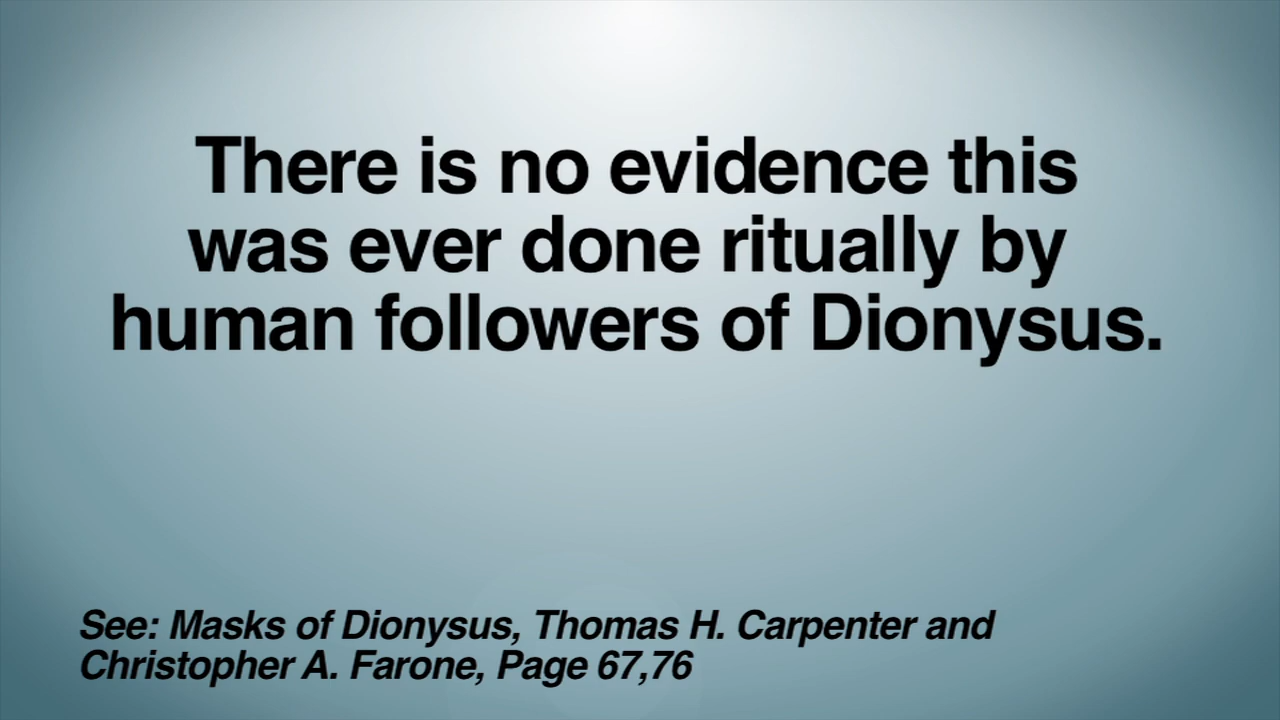 There is no evidence this
was ever done ritually by
human followers of Dionysus.
See: Masks of Dionysus, Thomas H. Carpenter and
Christopher A. Farone, Page 67,76